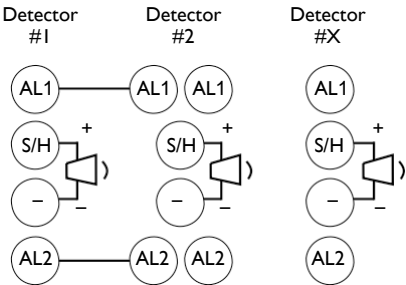 Detector #1
Detector #2
Detector #X
AL1
AL1
AL1
AL1
S/H
+
S/H
+
S/H
+
–
–
–
–
–
–
AL2
AL2
AL2
AL2